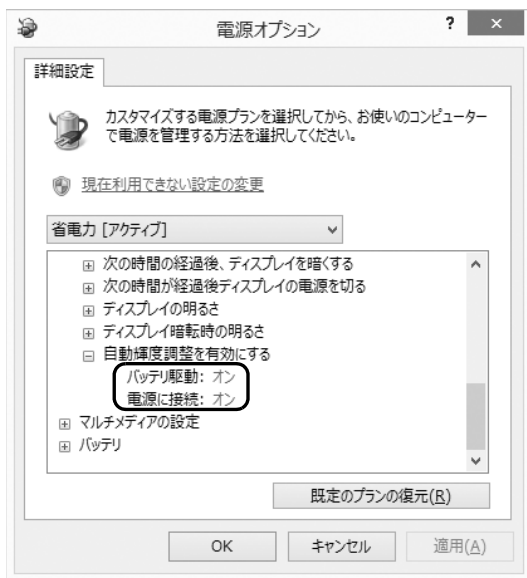 電源オプション
?
×
詳細設定
カスタマイズする電源プランを選択してから、お使いのコンピューター
で電源を管理する方法を選択してください。
現在利用できない設定の変更
省電力 [アクティブ]
次の時間の経過後、ディスプレイを暗くする
次の時間が経過後ディスプレイの電源を切る
ディスプレイの明るさ
ディスプレイ暗転時の明るさ
自動輝度調整を有効にする
バッテリ駆動: オン
電源に接続: オン
マルチメディアの設定
バッテリ
既定のプランの復元(R)
OK
キャンセル
適用(A)